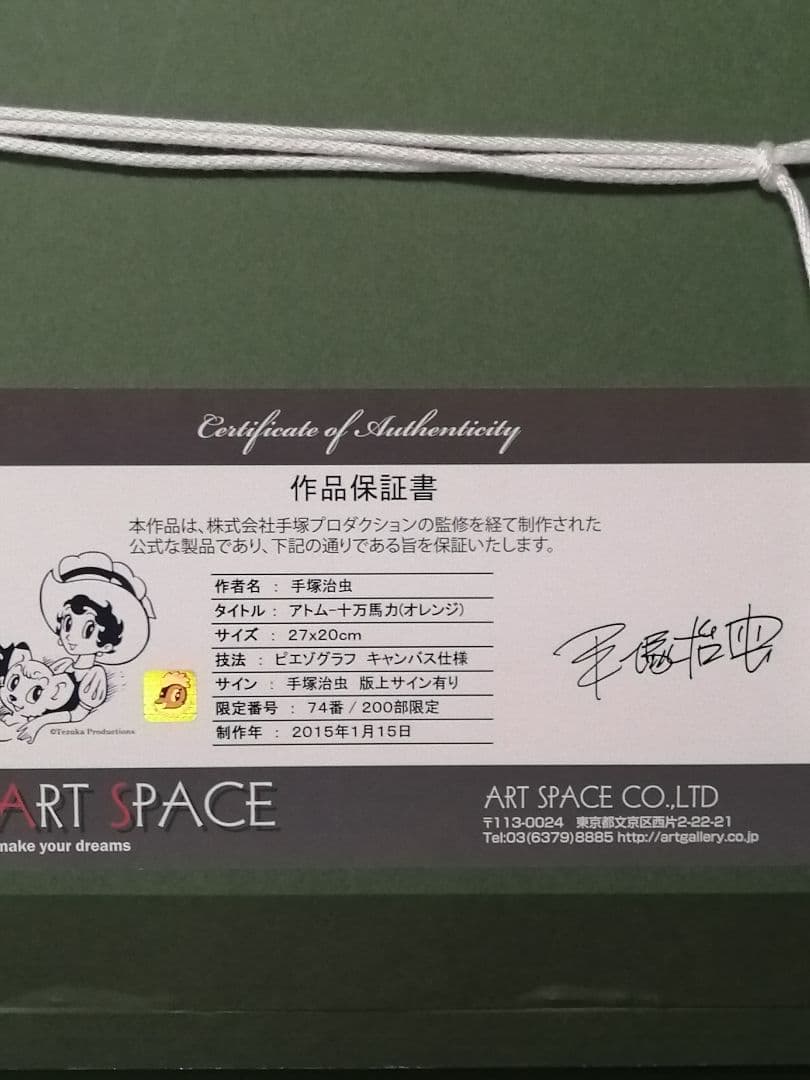 Certificate of Authenticity
作品保証書
本作品は、株式会社手塚プロダクションの監修を経て制作された
公式な製品であり、下記の通りである旨を保証いたします。
作者名 : 手塚治虫
タイトル : アトム-十万馬力(オレンジ)
サイズ : 27x20cm
技法 : ピエゾグラフ キャンバス仕様
サイン : 手塚治虫 版上サイン有り
限定番号 : 74番 / 200部限定
制作年 : 2015年1月15日
手塚治虫
©Tezuka Productions
ART SPACE
make your dreams
ART SPACE CO.,LTD
〒113-0024 東京都文京区西片2-22-21
Tel:03(6379)8885 http://artgallery.co.jp